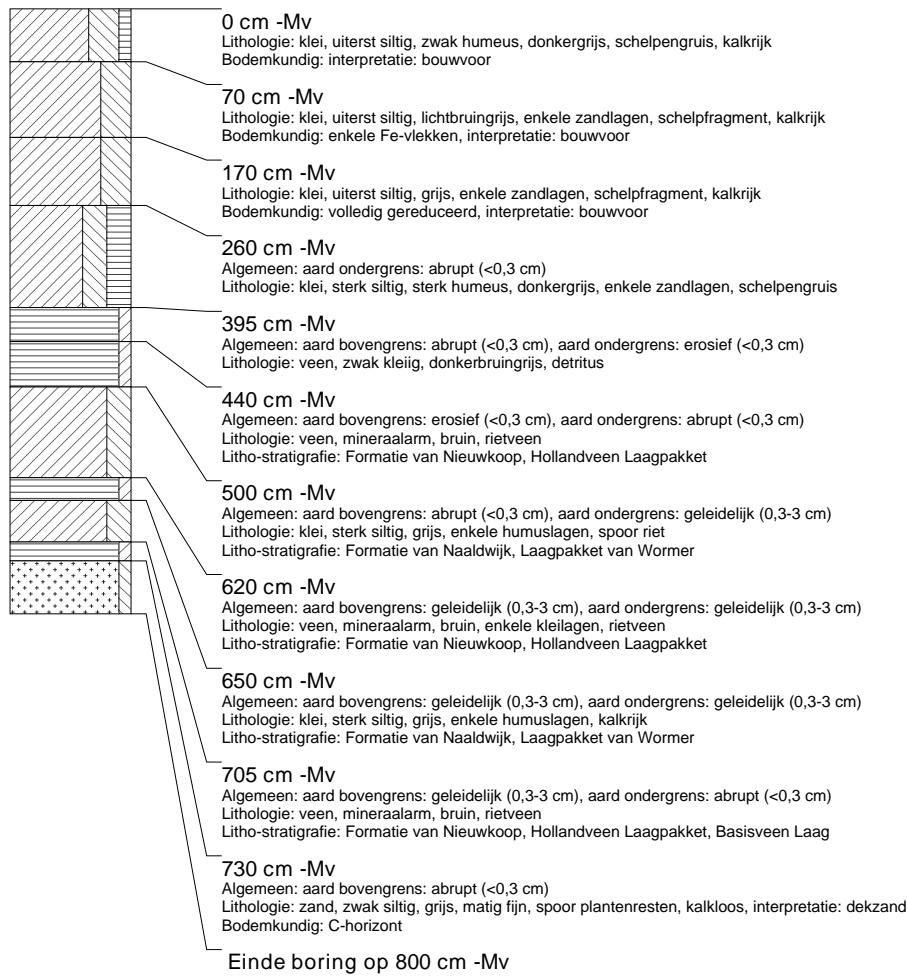 0 cm -Mv
Lithologie: klei, uiterst siltig, zwak humeus, donkergrijs, schelpengruis, kalkrijk
Bodemkundig: interpretatie: bouwvoor
70 cm -Mv
Lithologie: klei, uiterst siltig, lichtbruingrijs, enkele zandlagen, schelpfragment, kalkrijk
Bodemkundig: enkele Fe-vlekken, interpretatie: bouwvoor
170 cm -Mv
Lithologie: klei, uiterst siltig, grijs, enkele zandlagen, schelpfragment, kalkrijk
Bodemkundig: volledig gereduceerd, interpretatie: bouwvoor
260 cm -Mv
Algemeen: aard ondergrens: abrupt (<0,3 cm)
Lithologie: klei, sterk siltig, sterk humeus, donkergrijs, enkele zandlagen, schelpengruis
395 cm -Mv
Algemeen: aard bovengrens: abrupt (<0,3 cm), aard ondergrens: erosief (<0,3 cm)
Lithologie: veen, zwak kleiig, donkerbruingrijs, detritus
440 cm -Mv
Algemeen: aard bovengrens: erosief (<0,3 cm), aard ondergrens: abrupt (<0,3 cm)
Lithologie: veen, mineraalarm, bruin, rietveen
Litho-stratigrafie: Formatie van Nieuwkoop, Hollandveen Laagpakket
500 cm -Mv
Algemeen: aard bovengrens: abrupt (<0,3 cm), aard ondergrens: geleidelijk (0,3-3 cm)
Lithologie: klei, sterk siltig, grijs, enkele humuslagen, spoor riet
Litho-stratigrafie: Formatie van Naaldwijk, Laagpakket van Wormer
620 cm -Mv
Algemeen: aard bovengrens: geleidelijk (0,3-3 cm), aard ondergrens: geleidelijk (0,3-3 cm)
Lithologie: veen, mineraalarm, bruin, enkele kleilagen, rietveen
Litho-stratigrafie: Formatie van Nieuwkoop, Hollandveen Laagpakket
650 cm -Mv
Algemeen: aard bovengrens: geleidelijk (0,3-3 cm), aard ondergrens: geleidelijk (0,3-3 cm)
Lithologie: klei, sterk siltig, grijs, enkele humuslagen, kalkrijk
Litho-stratigrafie: Formatie van Naaldwijk, Laagpakket van Wormer
705 cm -Mv
Algemeen: aard bovengrens: geleidelijk (0,3-3 cm), aard ondergrens: abrupt (<0,3 cm)
Lithologie: veen, mineraalarm, bruin, rietveen
Litho-stratigrafie: Formatie van Nieuwkoop, Hollandveen Laagpakket, Basisveen Laag
730 cm -Mv
Algemeen: aard bovengrens: abrupt (<0,3 cm)
Lithologie: zand, zwak siltig, grijs, matig fijn, spoor plantenresten, kalkloos, interpretatie: dekzand
Bodemkundig: C-horizont
Einde boring op 800 cm -Mv